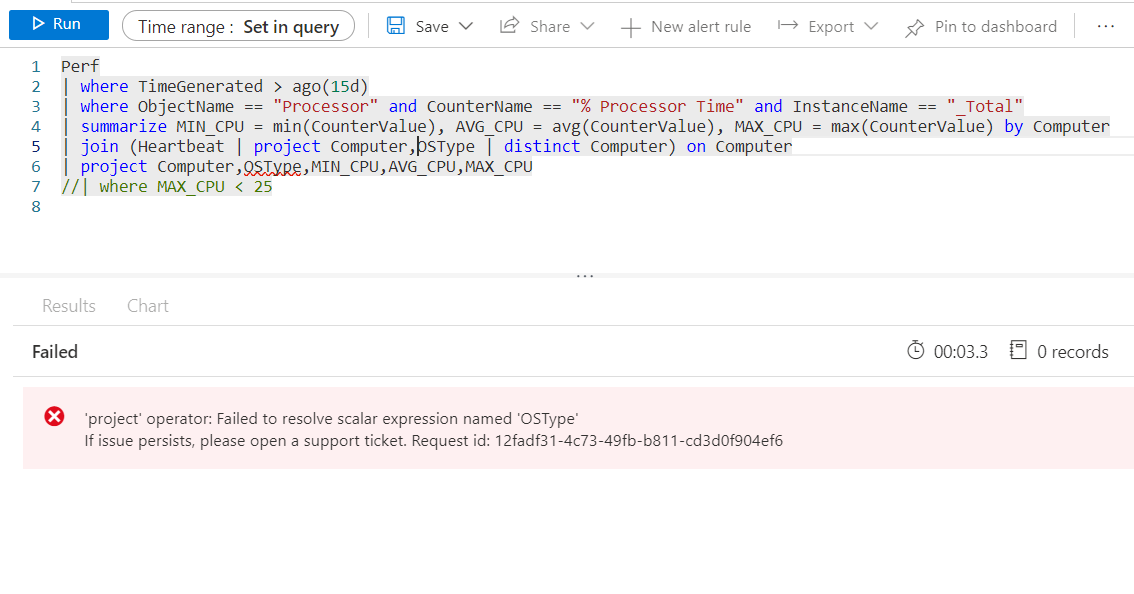 Run Time range : Set in query Save Share New alert rule Export Pin to dashboard ...
1 Perf
2 | where TimeGenerated > ago(15d)
3 | where ObjectName == "Processor" and CounterName == "% Processor Time" and InstanceName == "_Total"
4 | summarize MIN_CPU = min(CounterValue), AVG_CPU = avg(CounterValue), MAX_CPU = max(CounterValue) by Computer
5 | join (Heartbeat | project Computer,OSType | distinct Computer) on Computer
6 | project Computer,OSType,MIN_CPU,AVG_CPU,MAX_CPU
7 //| where MAX_CPU < 25
8
...
Results Chart
Failed 00:03.3 0 records
'project' operator: Failed to resolve scalar expression named 'OSType'
If issue persists, please open a support ticket. Request id: 12fadf31-4c73-49fb-b811-cd3d0f904ef6